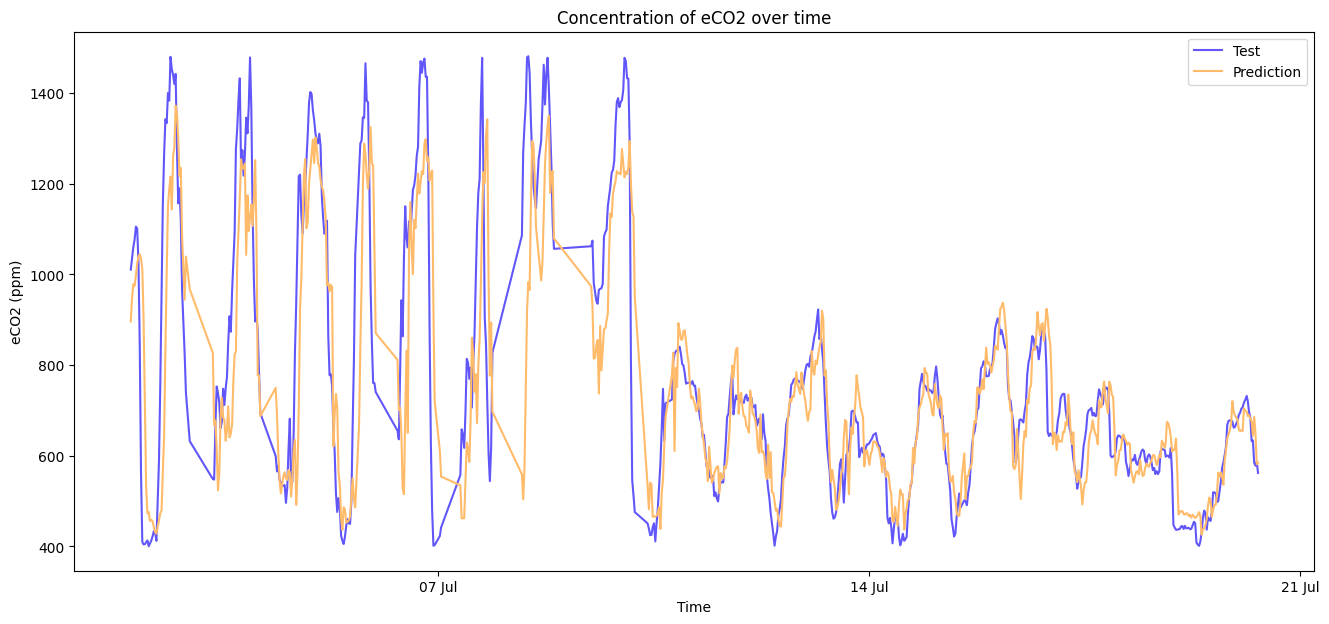 Concentration of eCO2 over time
Test
Prediction
eCO2 (ppm)
1400
1200
1000
800
600
400
07 Jul
14 Jul
21 Jul
Time